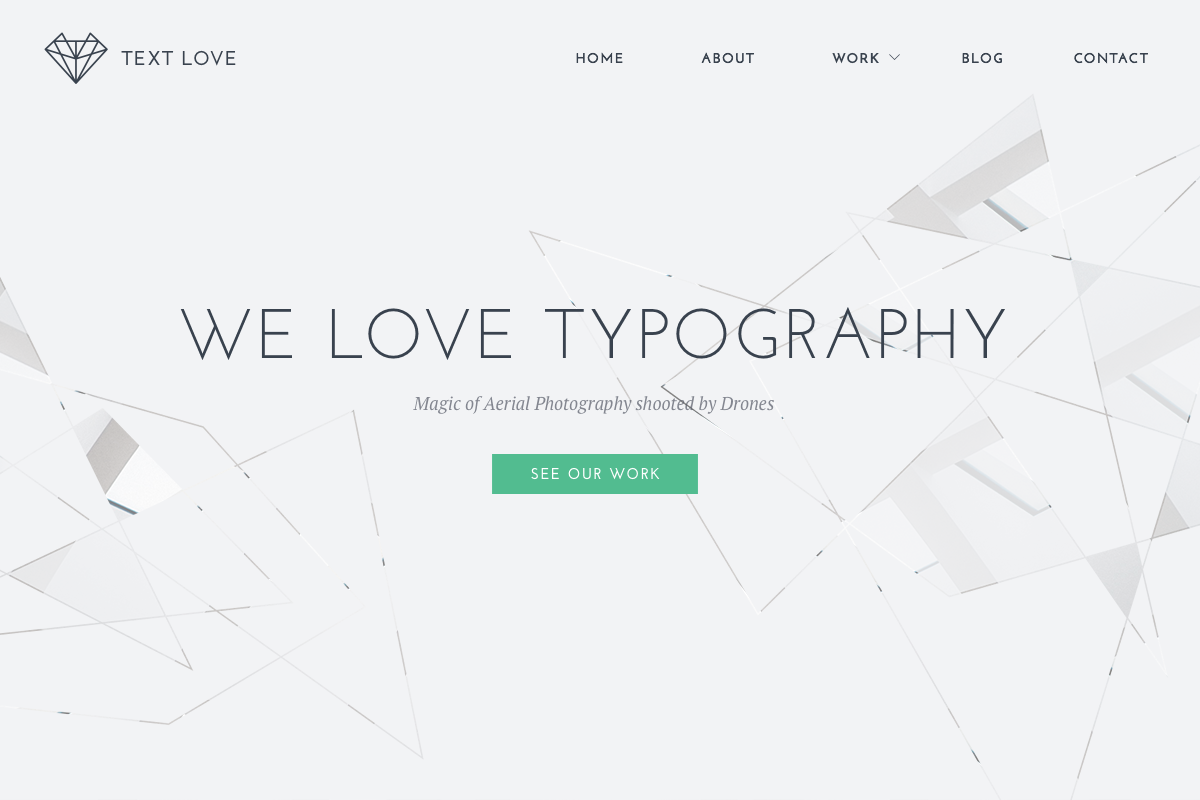 TEXT LOVE
HOME ABOUT WORK BLOG CONTACT
WE LOVE TYPOGRAPHY
Magic of Aerial Photography shooted by Drones
SEE OUR WORK